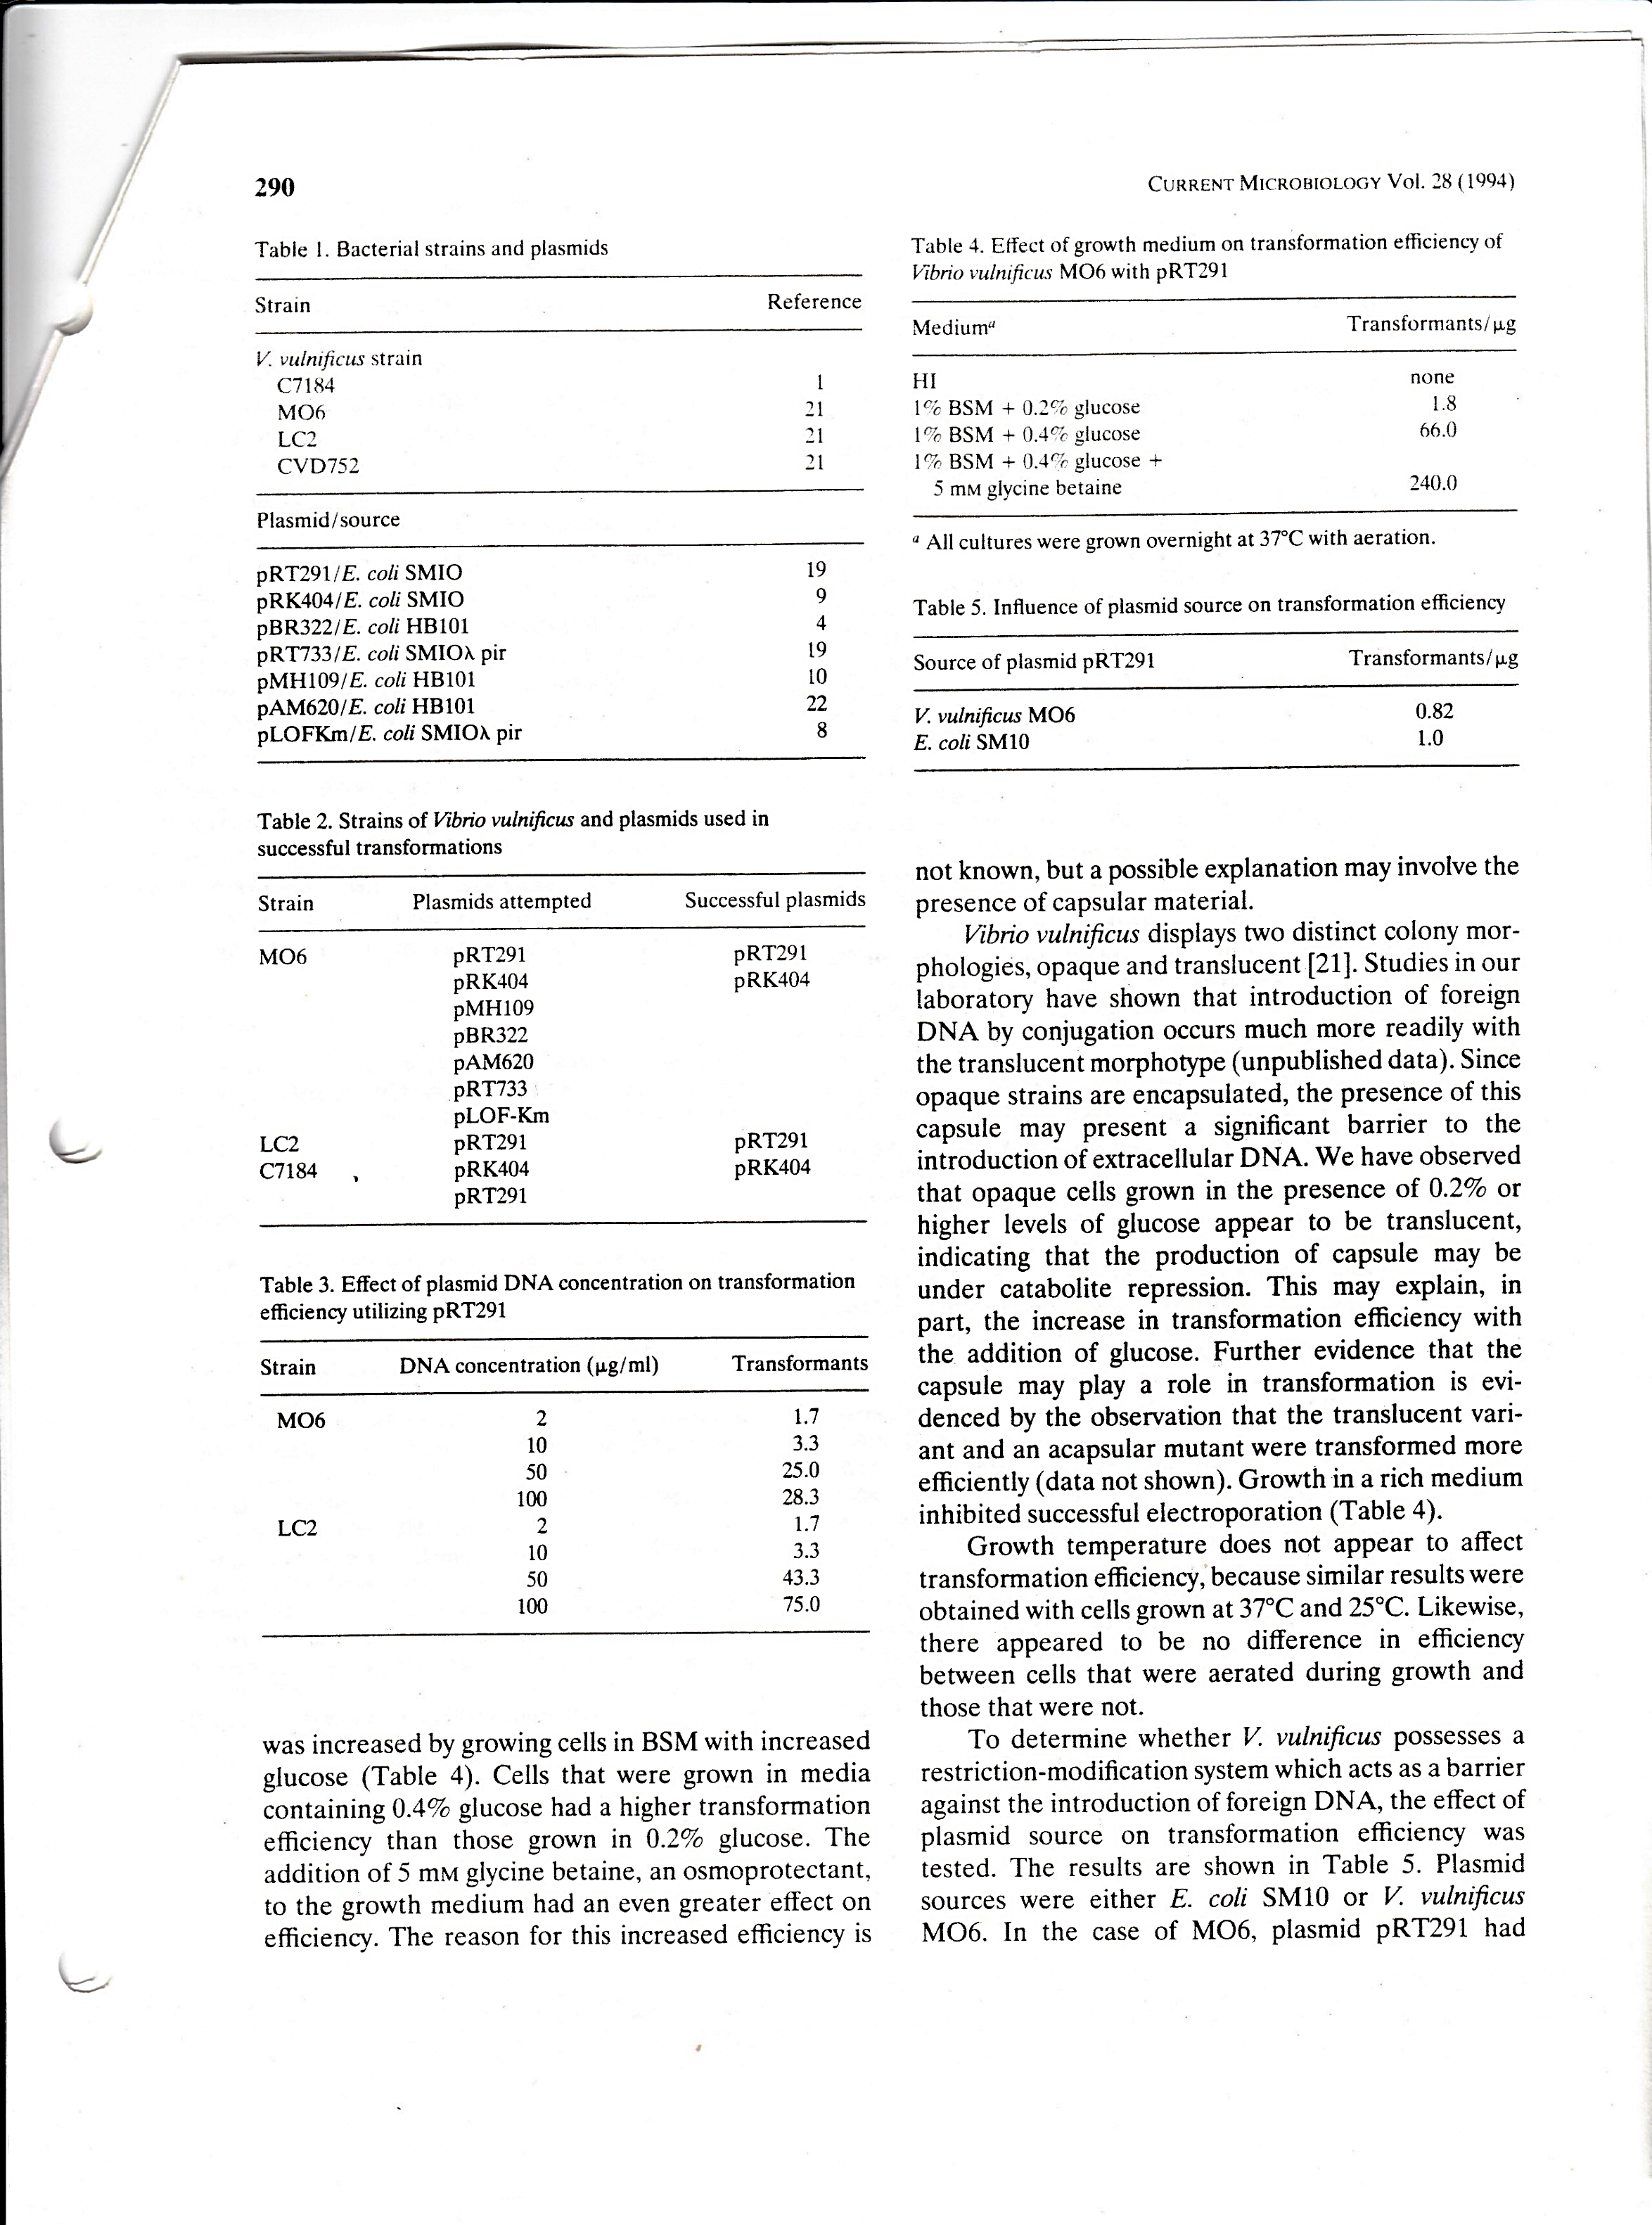 290
CURRENT MICROBIOLOGY Vol. 28 (1994)
Table 1. Bacterial strains and plasmids
Strain Reference
V. vulnificus strain
C7184 1
MO6 21
LC2 21
CVD752 21
Plasmid/source
pRT291/E. coli SMIO 19
pRK404/E. coli SMIO 9
pBR322/E. coli HB101 4
pRT733/E. coli SMIOλ pir 19
pMH109/E. coli HB101 10
pAM620/E. coli HB101 22
pLOFKm/E. coli SMIOλ pir 8
Table 2. Strains of Vibrio vulnificus and plasmids used in
successful transformations
Strain Plasmids attempted Successful plasmids
MO6 pRT291 pRT291
pRK404 pRK404
pMH109
pBR322
pAM620
pRT733
pLOF-Km
LC2 pRT291 pRT291
C7184 pRK404 pRK404
pRT291
Table 3. Effect of plasmid DNA concentration on transformation
efficiency utilizing pRT291
Strain DNA concentration (μg/ml) Transformants
MO6 2 1.7
10 3.3
50 25.0
100 28.3
LC2 2 1.7
10 3.3
50 43.3
100 75.0
was increased by growing cells in BSM with increased
glucose (Table 4). Cells that were grown in media
containing 0.4% glucose had a higher transformation
efficiency than those grown in 0.2% glucose. The
addition of 5 mM glycine betaine, an osmoprotectant,
to the growth medium had an even greater effect on
efficiency. The reason for this increased efficiency is
Table 4. Effect of growth medium on transformation efficiency of
Vibrio vulnificus MO6 with pRT291
Mediumᵃ Transformants/μg
HI none
1% BSM + 0.2% glucose 1.8
1% BSM + 0.4% glucose 66.0
1% BSM + 0.4% glucose +
5 mM glycine betaine 240.0
ᵃ All cultures were grown overnight at 37°C with aeration.
Table 5. Influence of plasmid source on transformation efficiency
Source of plasmid pRT291 Transformants/μg
V. vulnificus MO6 0.82
E. coli SM10 1.0
not known, but a possible explanation may involve the
presence of capsular material.
Vibrio vulnificus displays two distinct colony mor-
phologies, opaque and translucent [21]. Studies in our
laboratory have shown that introduction of foreign
DNA by conjugation occurs much more readily with
the translucent morphotype (unpublished data). Since
opaque strains are encapsulated, the presence of this
capsule may present a significant barrier to the
introduction of extracellular DNA. We have observed
that opaque cells grown in the presence of 0.2% or
higher levels of glucose appear to be translucent,
indicating that the production of capsule may be
under catabolite repression. This may explain, in
part, the increase in transformation efficiency with
the addition of glucose. Further evidence that the
capsule may play a role in transformation is evi-
denced by the observation that the translucent vari-
ant and an acapsular mutant were transformed more
efficiently (data not shown). Growth in a rich medium
inhibited successful electroporation (Table 4).
Growth temperature does not appear to affect
transformation efficiency, because similar results were
obtained with cells grown at 37°C and 25°C. Likewise,
there appeared to be no difference in efficiency
between cells that were aerated during growth and
those that were not.
To determine whether V. vulnificus possesses a
restriction-modification system which acts as a barrier
against the introduction of foreign DNA, the effect of
plasmid source on transformation efficiency was
tested. The results are shown in Table 5. Plasmid
sources were either E. coli SM10 or V. vulnificus
MO6. In the case of MO6, plasmid pRT291 had